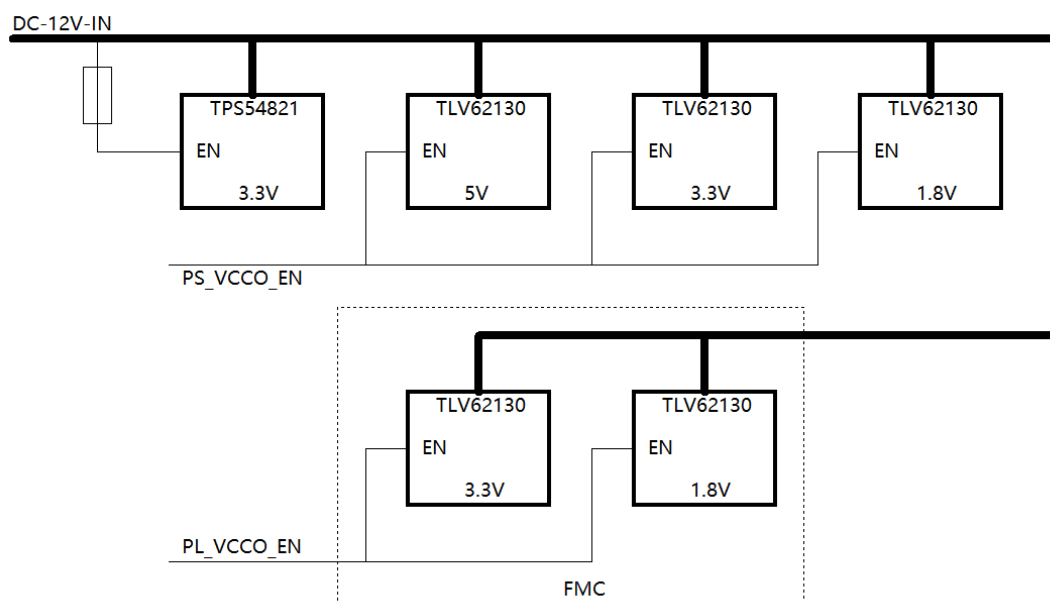 DC-12V-IN
TPS54821
EN
3.3V
TLV62130
EN
5V
TLV62130
EN
3.3V
TLV62130
EN
1.8V
PS_VCCO_EN
TLV62130
EN
3.3V
TLV62130
EN
1.8V
PL_VCCO_EN
FMC